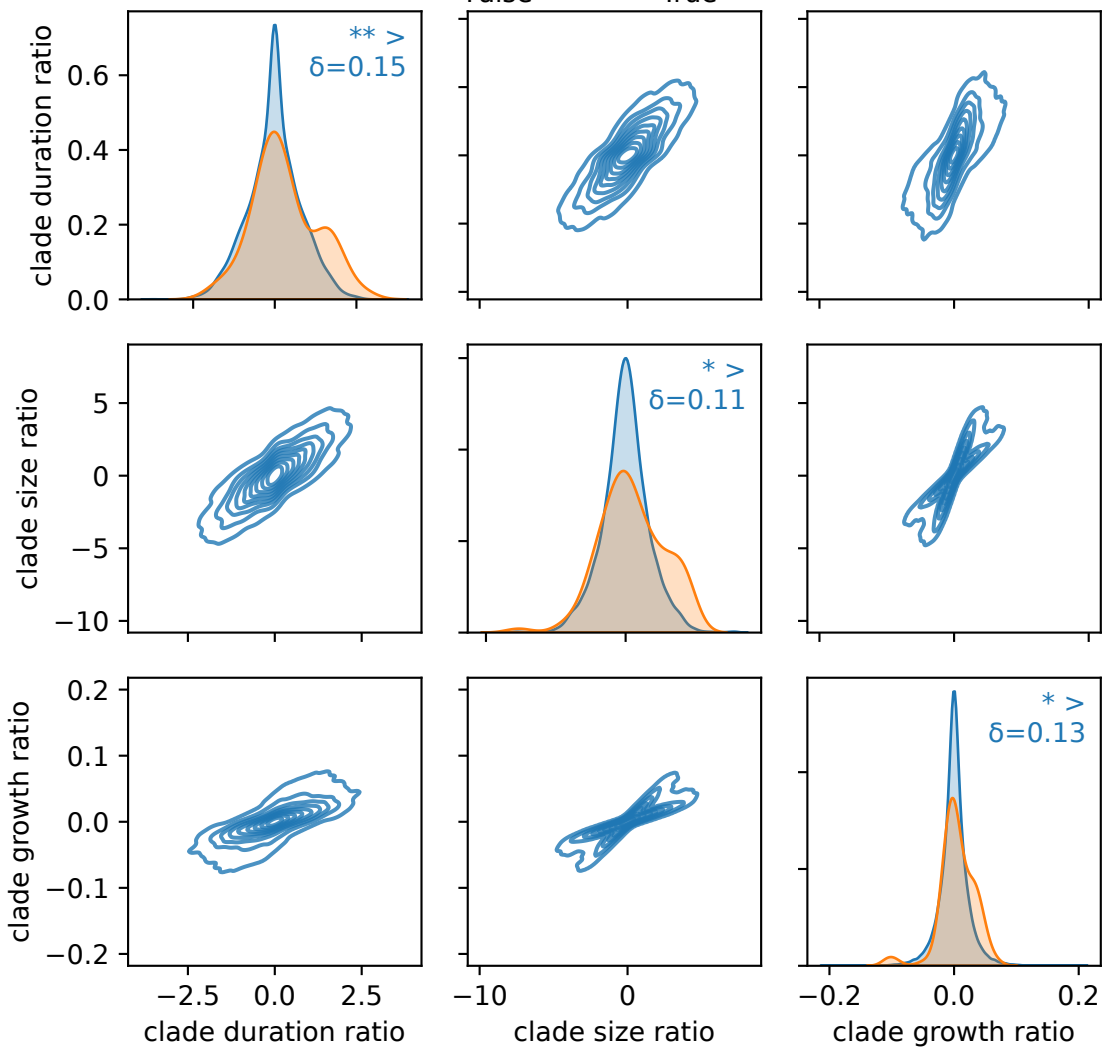 clade duration ratio
0.6
0.4
0.2
0.0
** >
δ=0.15
clade size ratio
5
0
−5
−10
* >
δ=0.11
clade growth ratio
0.2
0.1
0.0
−0.1
−0.2
* >
δ=0.13
−2.5 0.0 2.5
−10 0
−0.2 0.0 0.2
clade duration ratio
clade size ratio
clade growth ratio